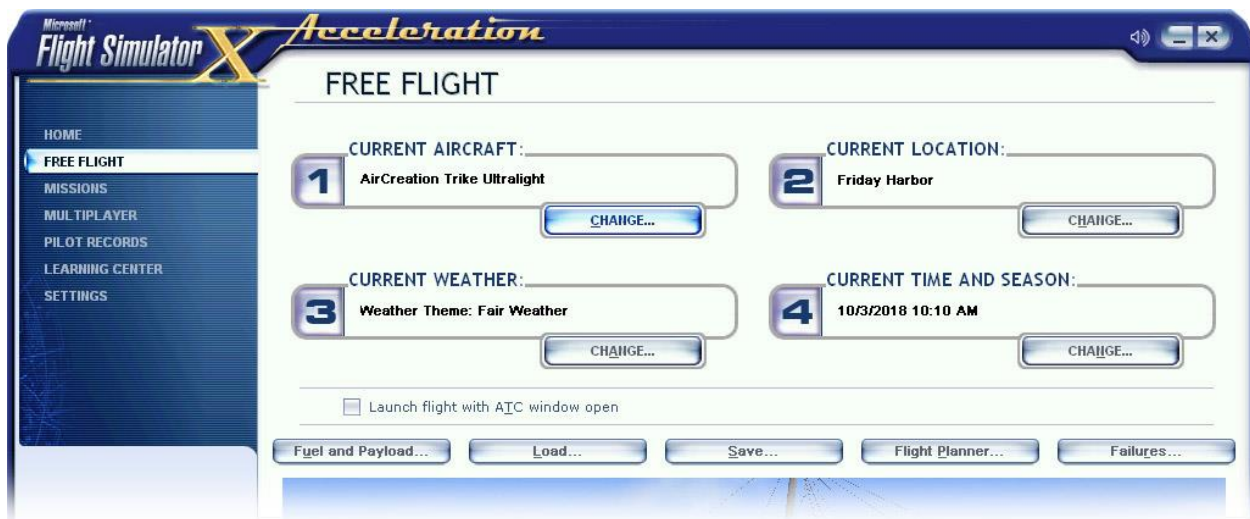 Microsoft
Flight Simulator X
Acceleration
FREE FLIGHT
HOME
FREE FLIGHT
MISSIONS
MULTIPLAYER
PILOT RECORDS
LEARNING CENTER
SETTINGS
CURRENT AIRCRAFT:
1
AirCreation Trike Ultralight
CHANGE...
CURRENT LOCATION:
2
Friday Harbor
CHANGE...
CURRENT WEATHER:
3
Weather Theme: Fair Weather
CHANGE...
CURRENT TIME AND SEASON:
4
10/3/2018 10:10 AM
CHANGE...
Launch flight with ATC window open
Fuel and Payload...
Load...
Save...
Flight Planner...
Failures...